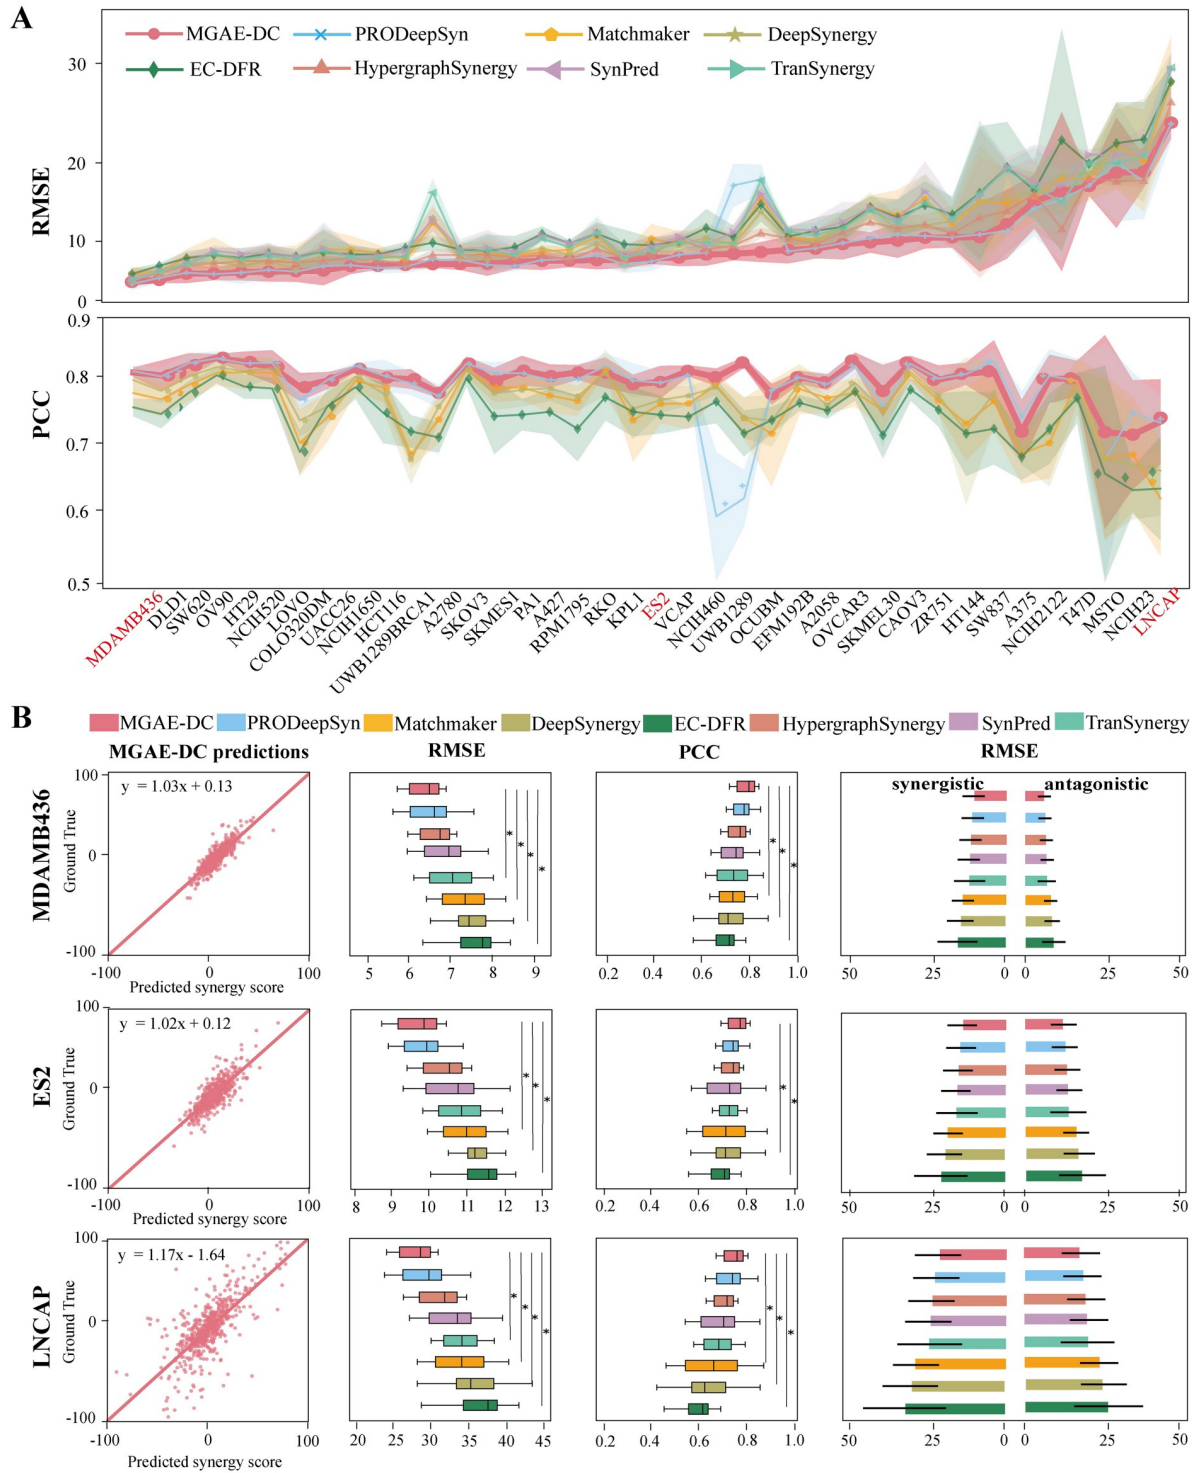 A
MGAE-DC PRODeepSyn Matchmaker DeepSynergy
EC-DFR HypergraphSynergy SynPred TranSynergy
RMSE
30
20
10
0
PCC
0.9
0.8
0.7
0.6
0.5
MDAMB436 DLD1 SW620 OV90 HT29 NCIH520 LOVO COLO320DM UACC26 NCIH1650 HCT116 UWB1289BRCA1 A2780 SKOV3 SKMES1 PA1 A427 RPM1795 RKO KPL1 ES2 VCAP NCIH460 UWB1289 OCUBM EFM192B A2058 OVCAR3 SKMEL30 CAOV3 ZR751 HT144 SW837 A375 NCIH2122 T47D MSTO NCIH23 LNCAP
B
MGAE-DC PRODeepSyn Matchmaker DeepSynergy EC-DFR HypergraphSynergy SynPred TranSynergy
MGAE-DC predictions RMSE PCC RMSE
MDAMB436
Ground True
100
0
-100
y = 1.03x + 0.13
-100 0 100
Predicted synergy score
* * * *
5 6 7 8 9
* * *
0.2 0.4 0.6 0.8 1.0
synergistic antagonistic
50 25 0 0 25 50
ES2
Ground True
100
0
-100
y = 1.02x + 0.12
-100 0 100
Predicted synergy score
* * *
8 9 10 11 12 13
* *
0.2 0.4 0.6 0.8 1.0
50 25 0 0 25 50
LNCAP
Ground True
100
0
-100
y = 1.17x - 1.64
-100 0 100
Predicted synergy score
* * * *
20 25 30 35 40 45
* * *
0.2 0.4 0.6 0.8 1.0
50 25 0 0 25 50